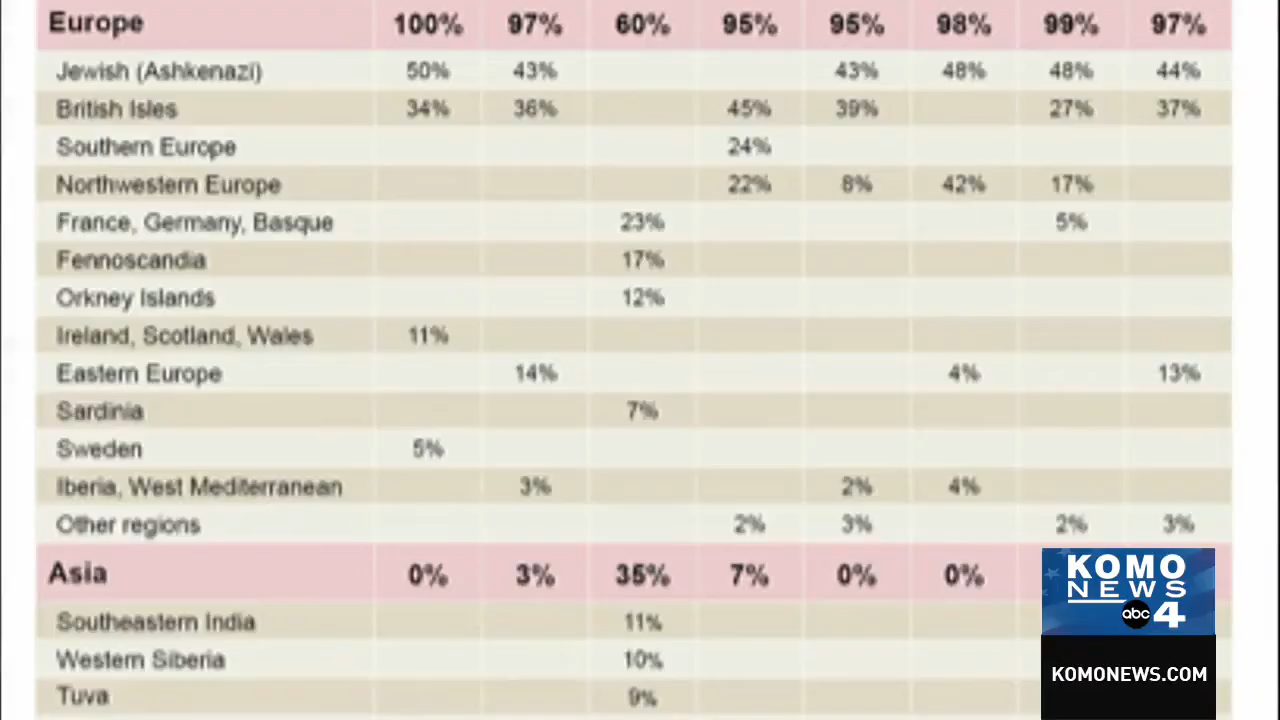 Europe 100% 97% 60% 95% 95% 98% 99% 97%
Jewish (Ashkenazi) 50% 43% 43% 48% 48% 44%
British Isles 34% 36% 45% 39% 27% 37%
Southern Europe 24%
Northwestern Europe 22% 8% 42% 17%
France, Germany, Basque 23% 5%
Fennoscandia 17%
Orkney Islands 12%
Ireland, Scotland, Wales 11%
Eastern Europe 14% 4% 13%
Sardinia 7%
Sweden 5%
Iberia, West Mediterranean 3% 2% 4%
Other regions 2% 3% 2% 3%
Asia 0% 3% 35% 7% 0% 0%
Southeastern India 11%
Western Siberia 10%
Tuva 9%
KOMO
NEWS
abc 4
KOMONEWS.COM